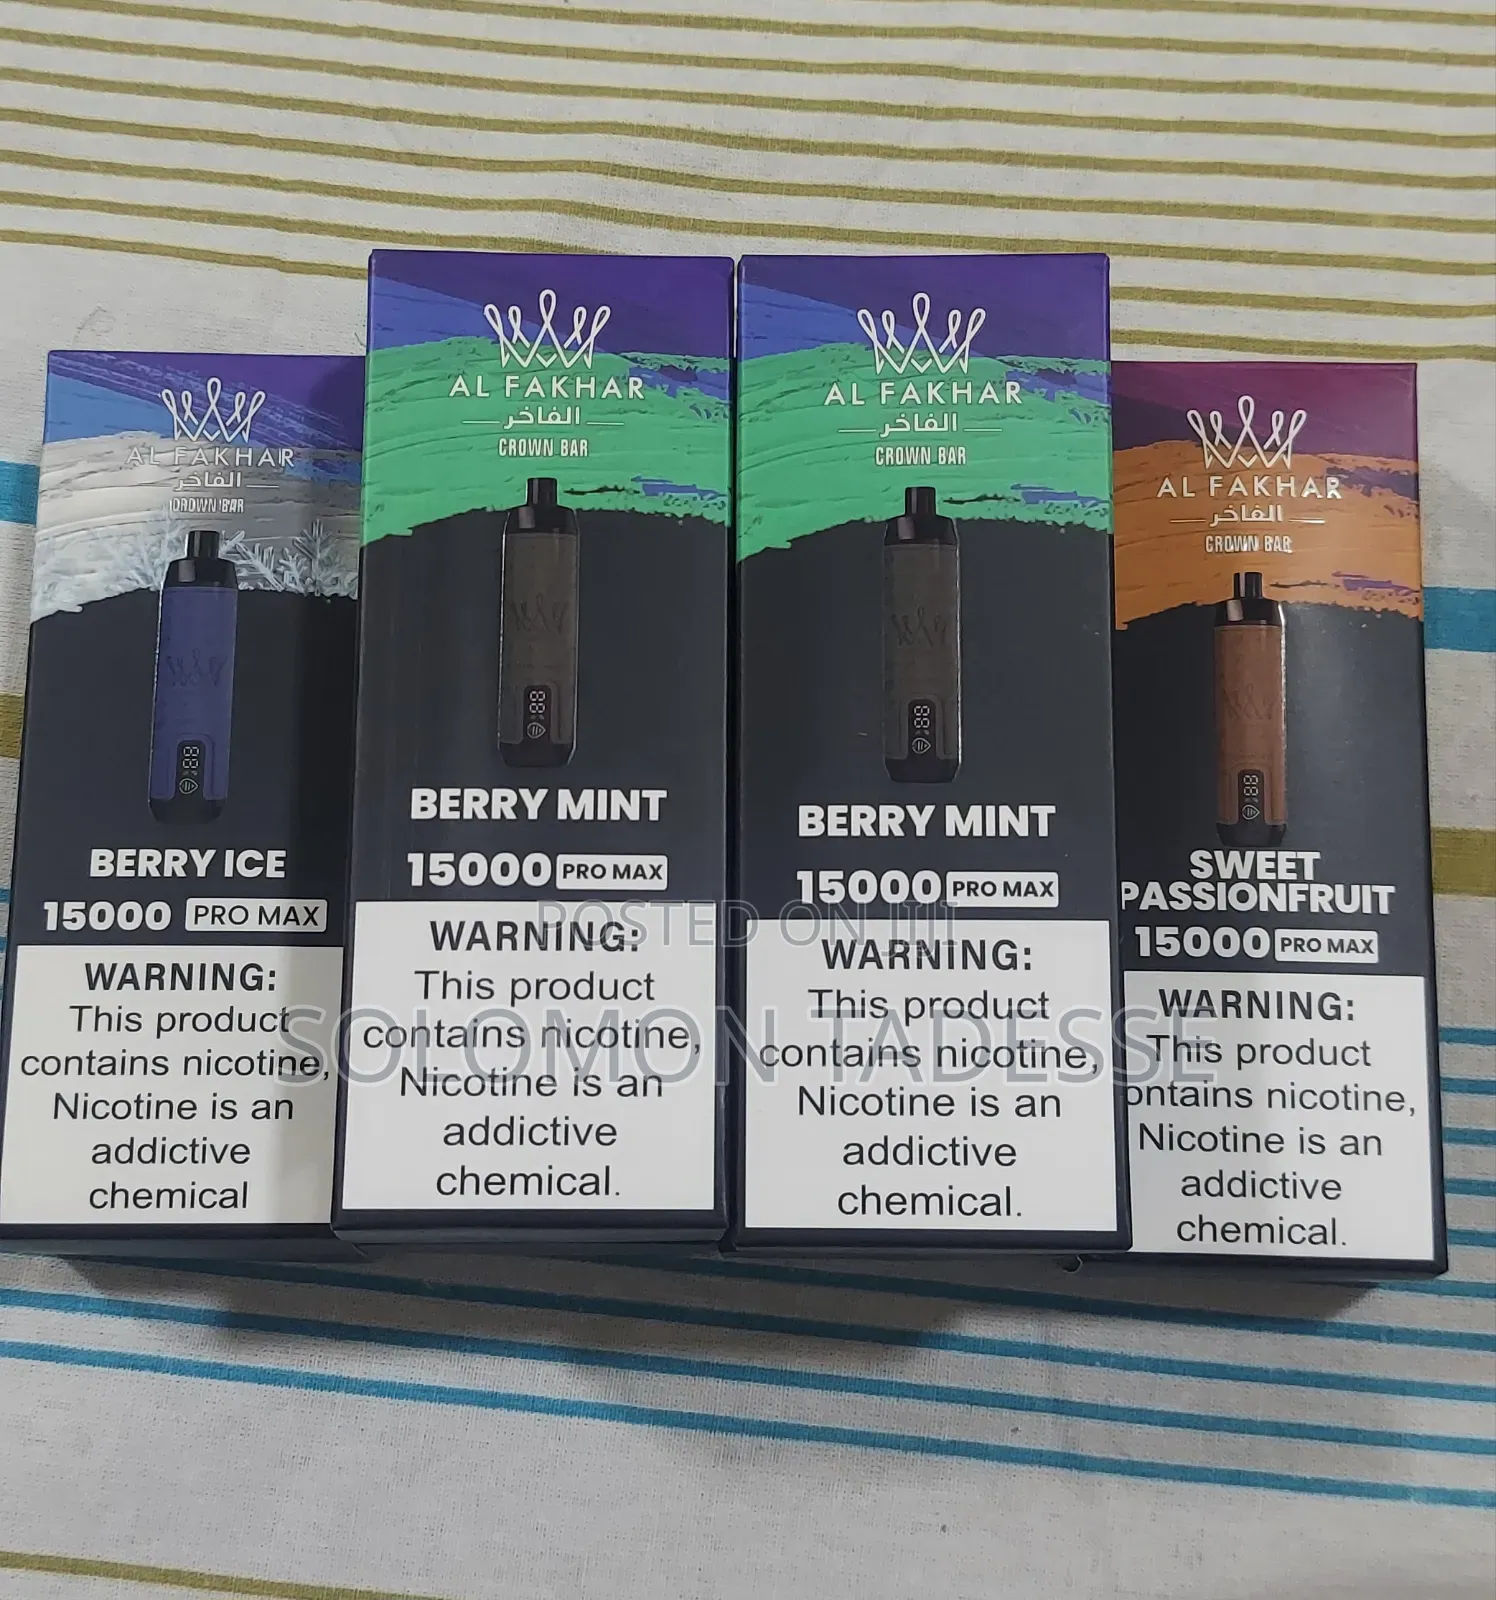 AL FAKHAR
الفاخر
CROWN BAR
BERRY ICE
15000 PRO MAX
WARNING:
This product
contains nicotine,
Nicotine is an
addictive
chemical
AL FAKHAR
الفاخر
CROWN BAR
88
BERRY MINT
15000 PRO MAX
WARNING:
This product
contains nicotine,
Nicotine is an
addictive
chemical.
AL FAKHAR
الفاخر
CROWN BAR
88
BERRY MINT
15000 PRO MAX
WARNING:
This product
contains nicotine,
Nicotine is an
addictive
chemical.
AL FAKHAR
الفاخر
CROWN BAR
88
SWEET
PASSIONFRUIT
15000 PRO MAX
WARNING:
This product
ontains nicotine,
Nicotine is an
addictive
chemical.
POSTED ON JIJI
SOLOMON TADESSE